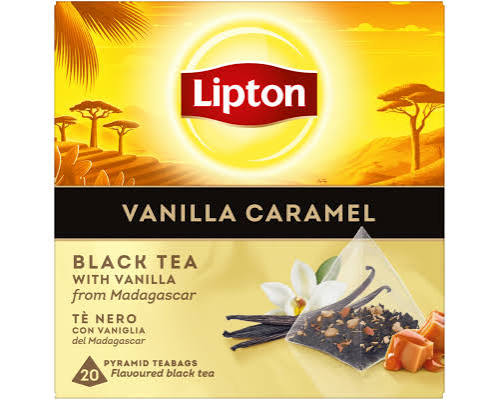 Lipton
VANILLA CARAMEL
BLACK TEA
WITH VANILLA
from Madagascar
TÈ NERO
CON VANIGLIA
del Madagascar
20
PYRAMID TEABAGS
Flavoured black tea